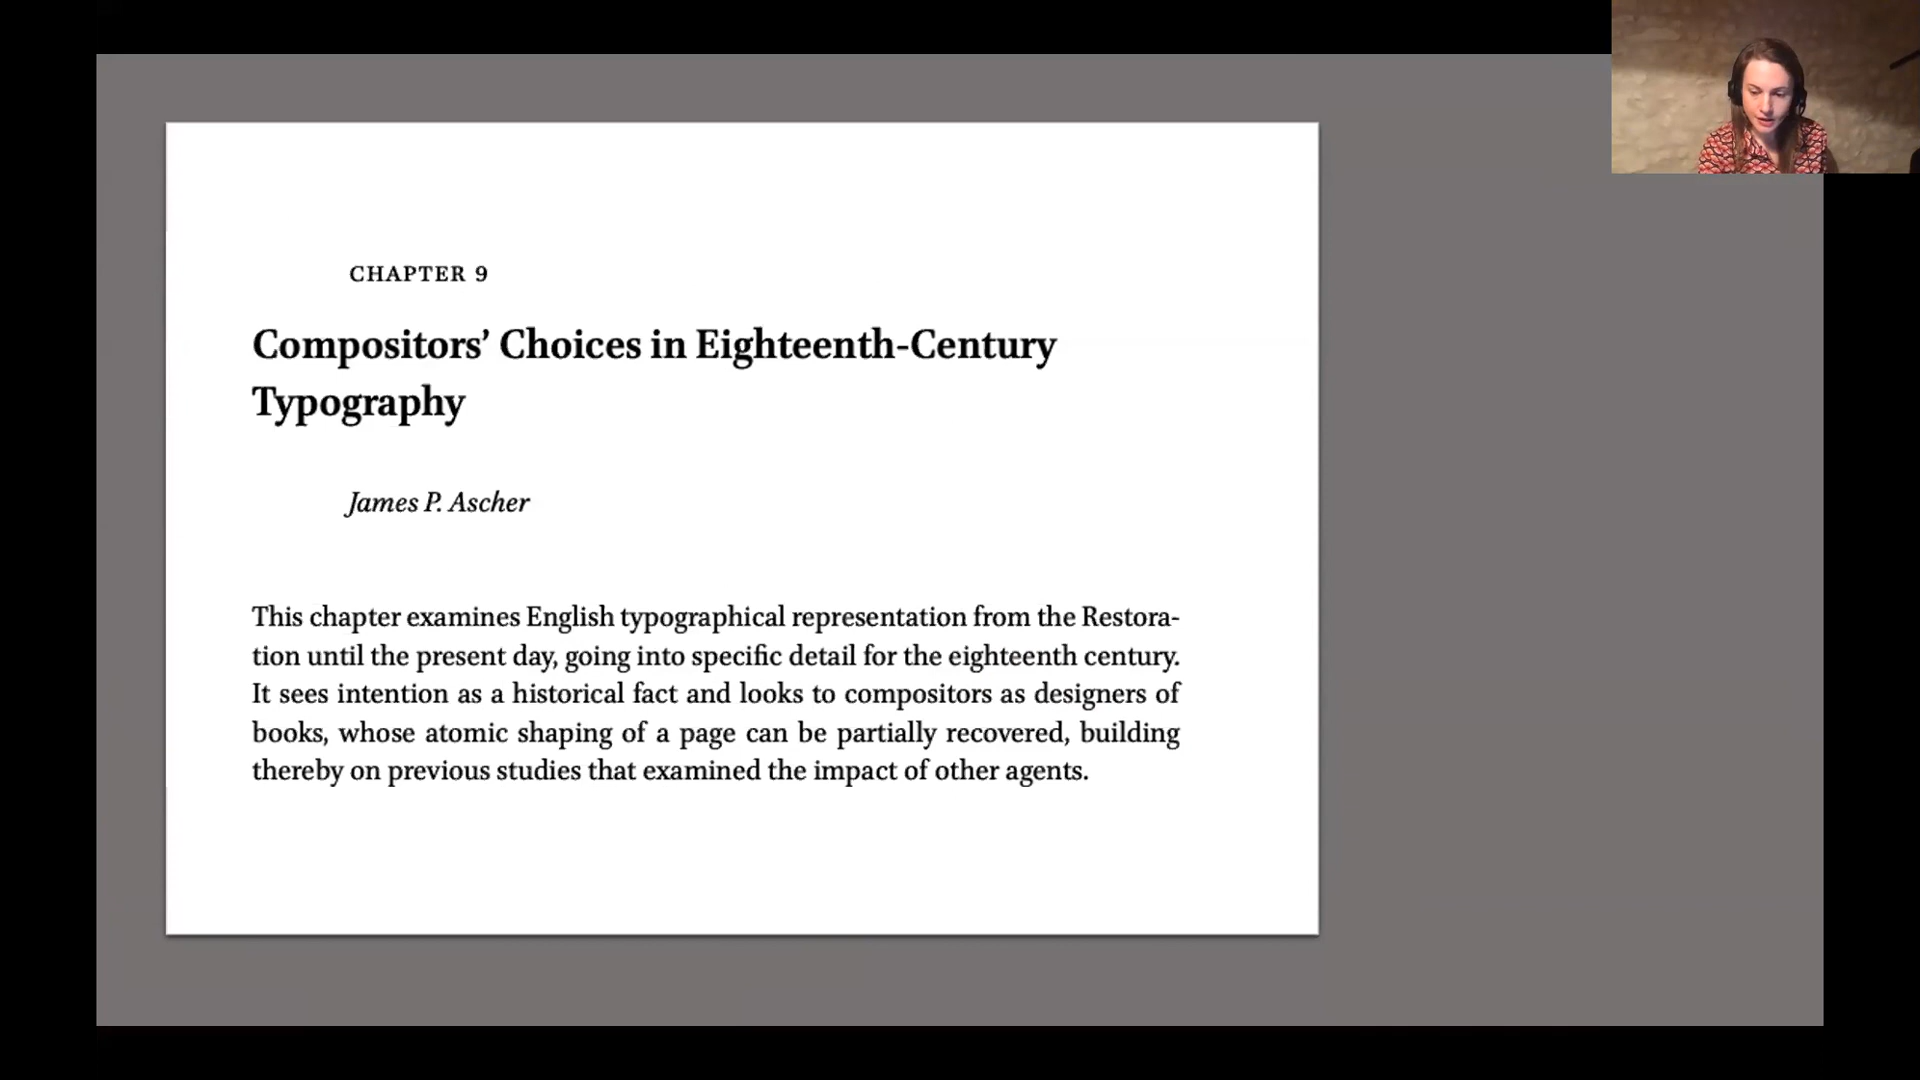 CHAPTER 9
Compositors’ Choices in Eighteenth-Century
Typography
James P. Ascher
This chapter examines English typographical representation from the Restora-
tion until the present day, going into specific detail for the eighteenth century.
It sees intention as a historical fact and looks to compositors as designers of
books, whose atomic shaping of a page can be partially recovered, building
thereby on previous studies that examined the impact of other agents.